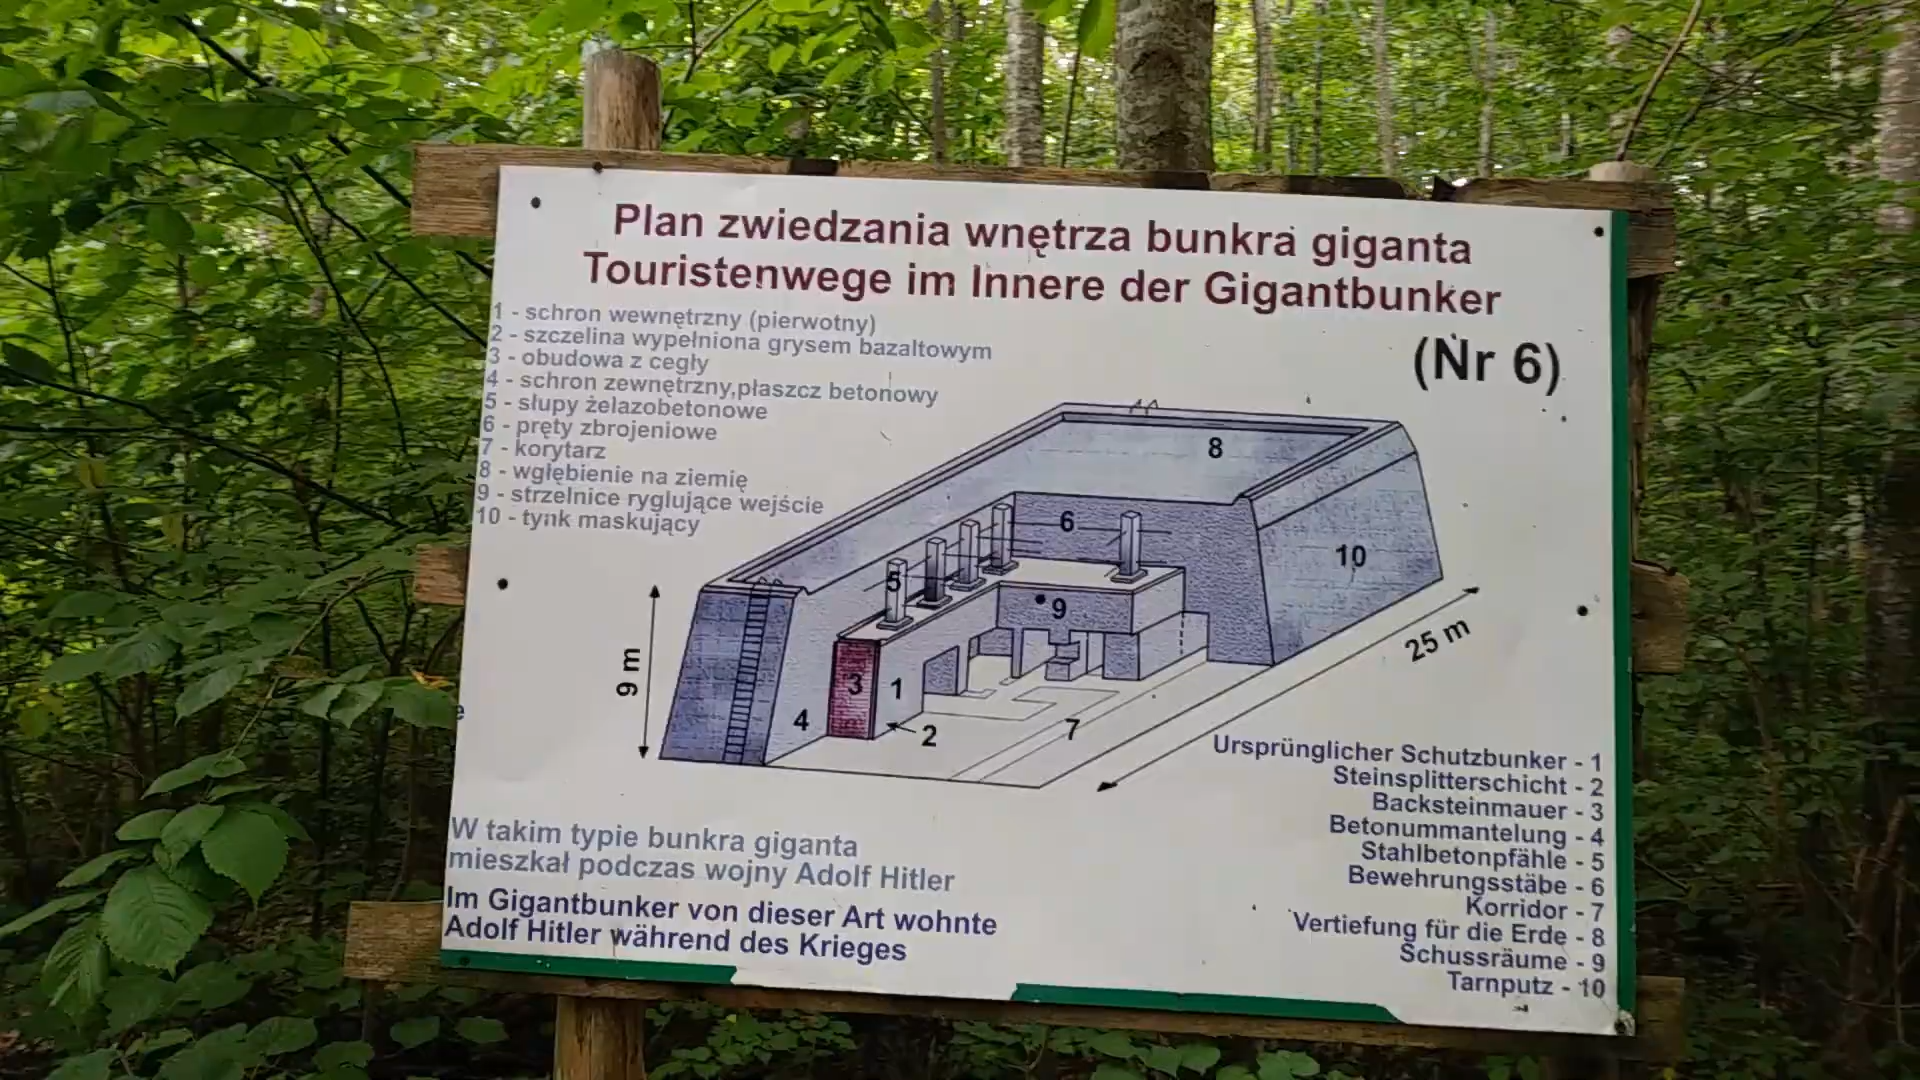 Plan zwiedzania wnętrza bunkra giganta
Touristenwege im Innere der Gigantbunker
(Nr 6)
1 - schron wewnętrzny (pierwotny)
2 - szczelina wypełniona grysem bazaltowym
3 - obudowa z cegły
4 - schron zewnętrzny,płaszcz betonowy
5 - słupy żelazobetonowe
6 - pręty zbrojeniowe
7 - korytarz
8 - wgłębienie na ziemię
9 - strzelnice ryglujące wejście
10 - tynk maskujący
8
6
10
5
9
25 m
9 m
3
1
4
2
7
Ursprünglicher Schutzbunker - 1
Steinsplitterschicht - 2
Backsteinmauer - 3
Betonummantelung - 4
Stahlbetonpfähle - 5
Bewehrungsstäbe - 6
Korridor - 7
Vertiefung für die Erde - 8
Schussräume - 9
Tarnputz - 10
W takim typie bunkra giganta
mieszkał podczas wojny Adolf Hitler
Im Gigantbunker von dieser Art wohnte
Adolf Hitler während des Krieges